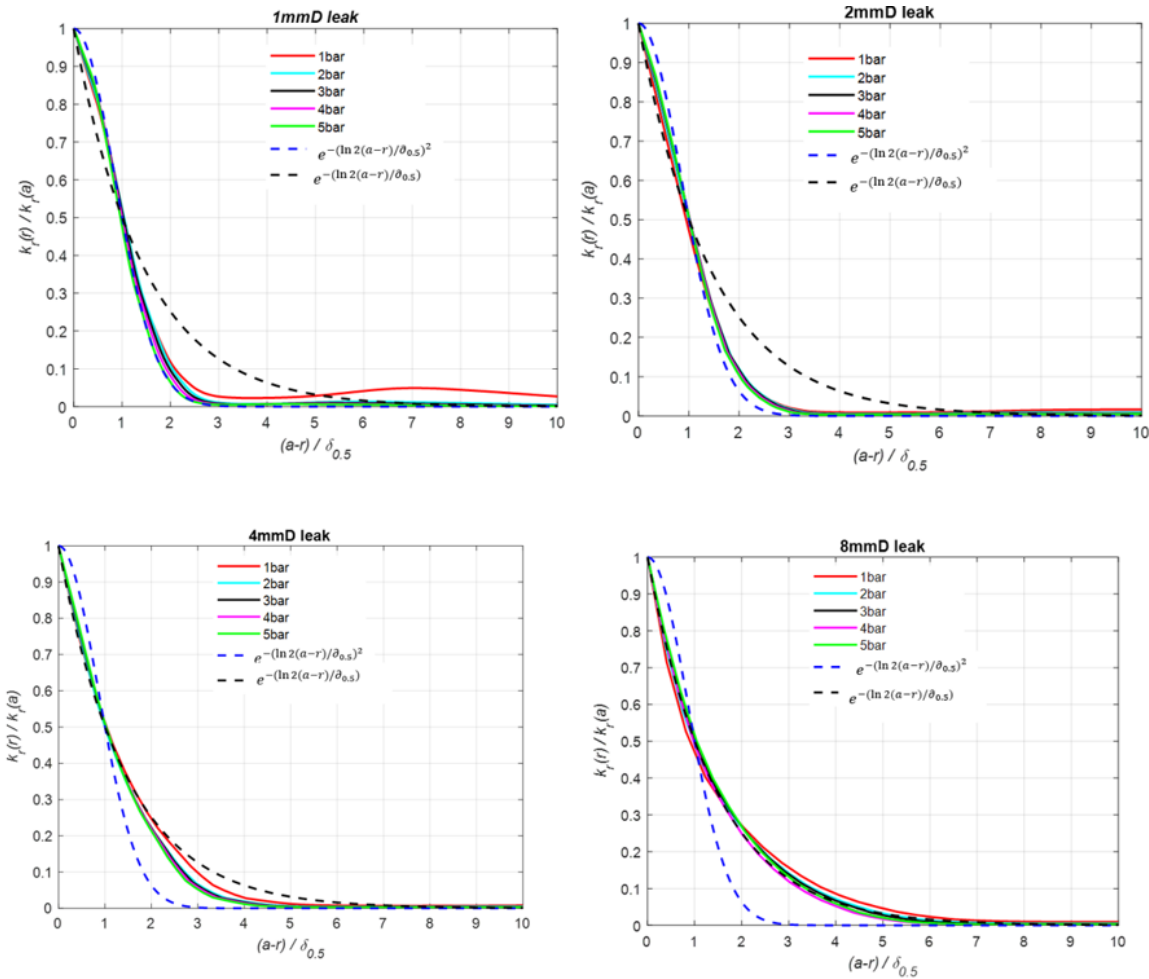 1mmD leak
1
0.9
0.8
0.7
0.6
0.5
0.4
0.3
0.2
0.1
0
k_r(r) / k_r(a)
1bar
2bar
3bar
4bar
5bar
e^{-(ln 2(a−r)/∂_{0.5})^2}
e^{-(ln 2(a−r)/∂_{0.5})}
0 1 2 3 4 5 6 7 8 9 10
(a-r) / δ_{0.5}
2mmD leak
1
0.9
0.8
0.7
0.6
0.5
0.4
0.3
0.2
0.1
0
k_r(r) / k_r(a)
1bar
2bar
3bar
4bar
5bar
e^{-(ln 2(a−r)/∂_{0.5})^2}
e^{-(ln 2(a−r)/∂_{0.5})}
0 1 2 3 4 5 6 7 8 9 10
(a-r) / δ_{0.5}
4mmD leak
1
0.9
0.8
0.7
0.6
0.5
0.4
0.3
0.2
0.1
0
k_r(r) / k_r(a)
1bar
2bar
3bar
4bar
5bar
e^{-(ln 2(a−r)/∂_{0.5})^2}
e^{-(ln 2(a−r)/∂_{0.5})}
0 1 2 3 4 5 6 7 8 9 10
(a-r) / δ_{0.5}
8mmD leak
1
0.9
0.8
0.7
0.6
0.5
0.4
0.3
0.2
0.1
0
k_r(r) / k_r(a)
1bar
2bar
3bar
4bar
5bar
e^{-(ln 2(a−r)/∂_{0.5})^2}
e^{-(ln 2(a−r)/∂_{0.5})}
0 1 2 3 4 5 6 7 8 9 10
(a-r) / δ_{0.5}